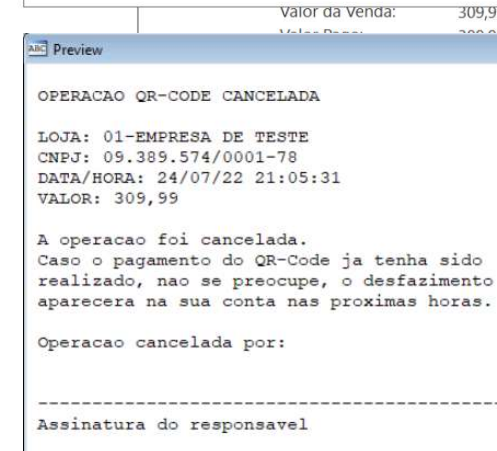 Valor da Venda: 309,9
Preview
OPERACAO QR-CODE CANCELADA
LOJA: 01-EMPRESA DE TESTE
CNPJ: 09.389.574/0001-78
DATA/HORA: 24/07/22 21:05:31
VALOR: 309,99
A operacao foi cancelada.
Caso o pagamento do QR-Code ja tenha sido
realizado, nao se preocupe, o desfazimento
aparecera na sua conta nas proximas horas.
Operacao cancelada por:
--------------------------------------------
Assinatura do responsavel